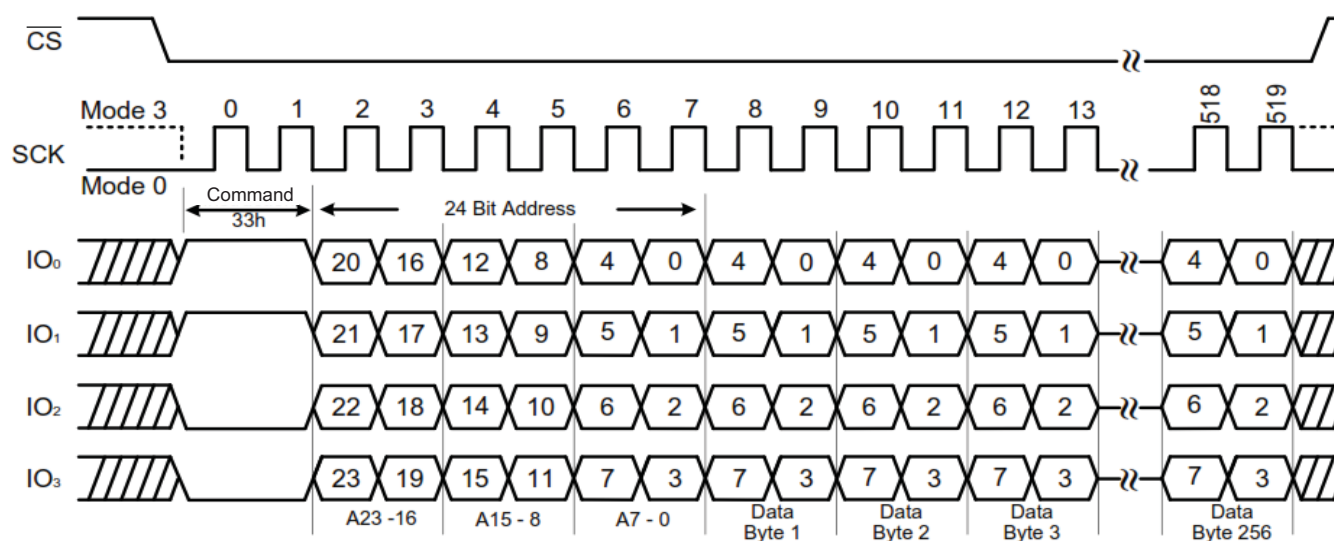 CS
Mode 3 0 1 2 3 4 5 6 7 8 9 10 11 12 13 518 519
SCK
Mode 0
Command
33h
24 Bit Address
IO₀ 20 16 12 8 4 0 4 0 4 0 4 0 4 0
IO₁ 21 17 13 9 5 1 5 1 5 1 5 1 5 1
IO₂ 22 18 14 10 6 2 6 2 6 2 6 2 6 2
IO₃ 23 19 15 11 7 3 7 3 7 3 7 3 7 3
A23 -16 A15 - 8 A7 - 0 Data Data Data Data
Byte 1 Byte 2 Byte 3 Byte 256